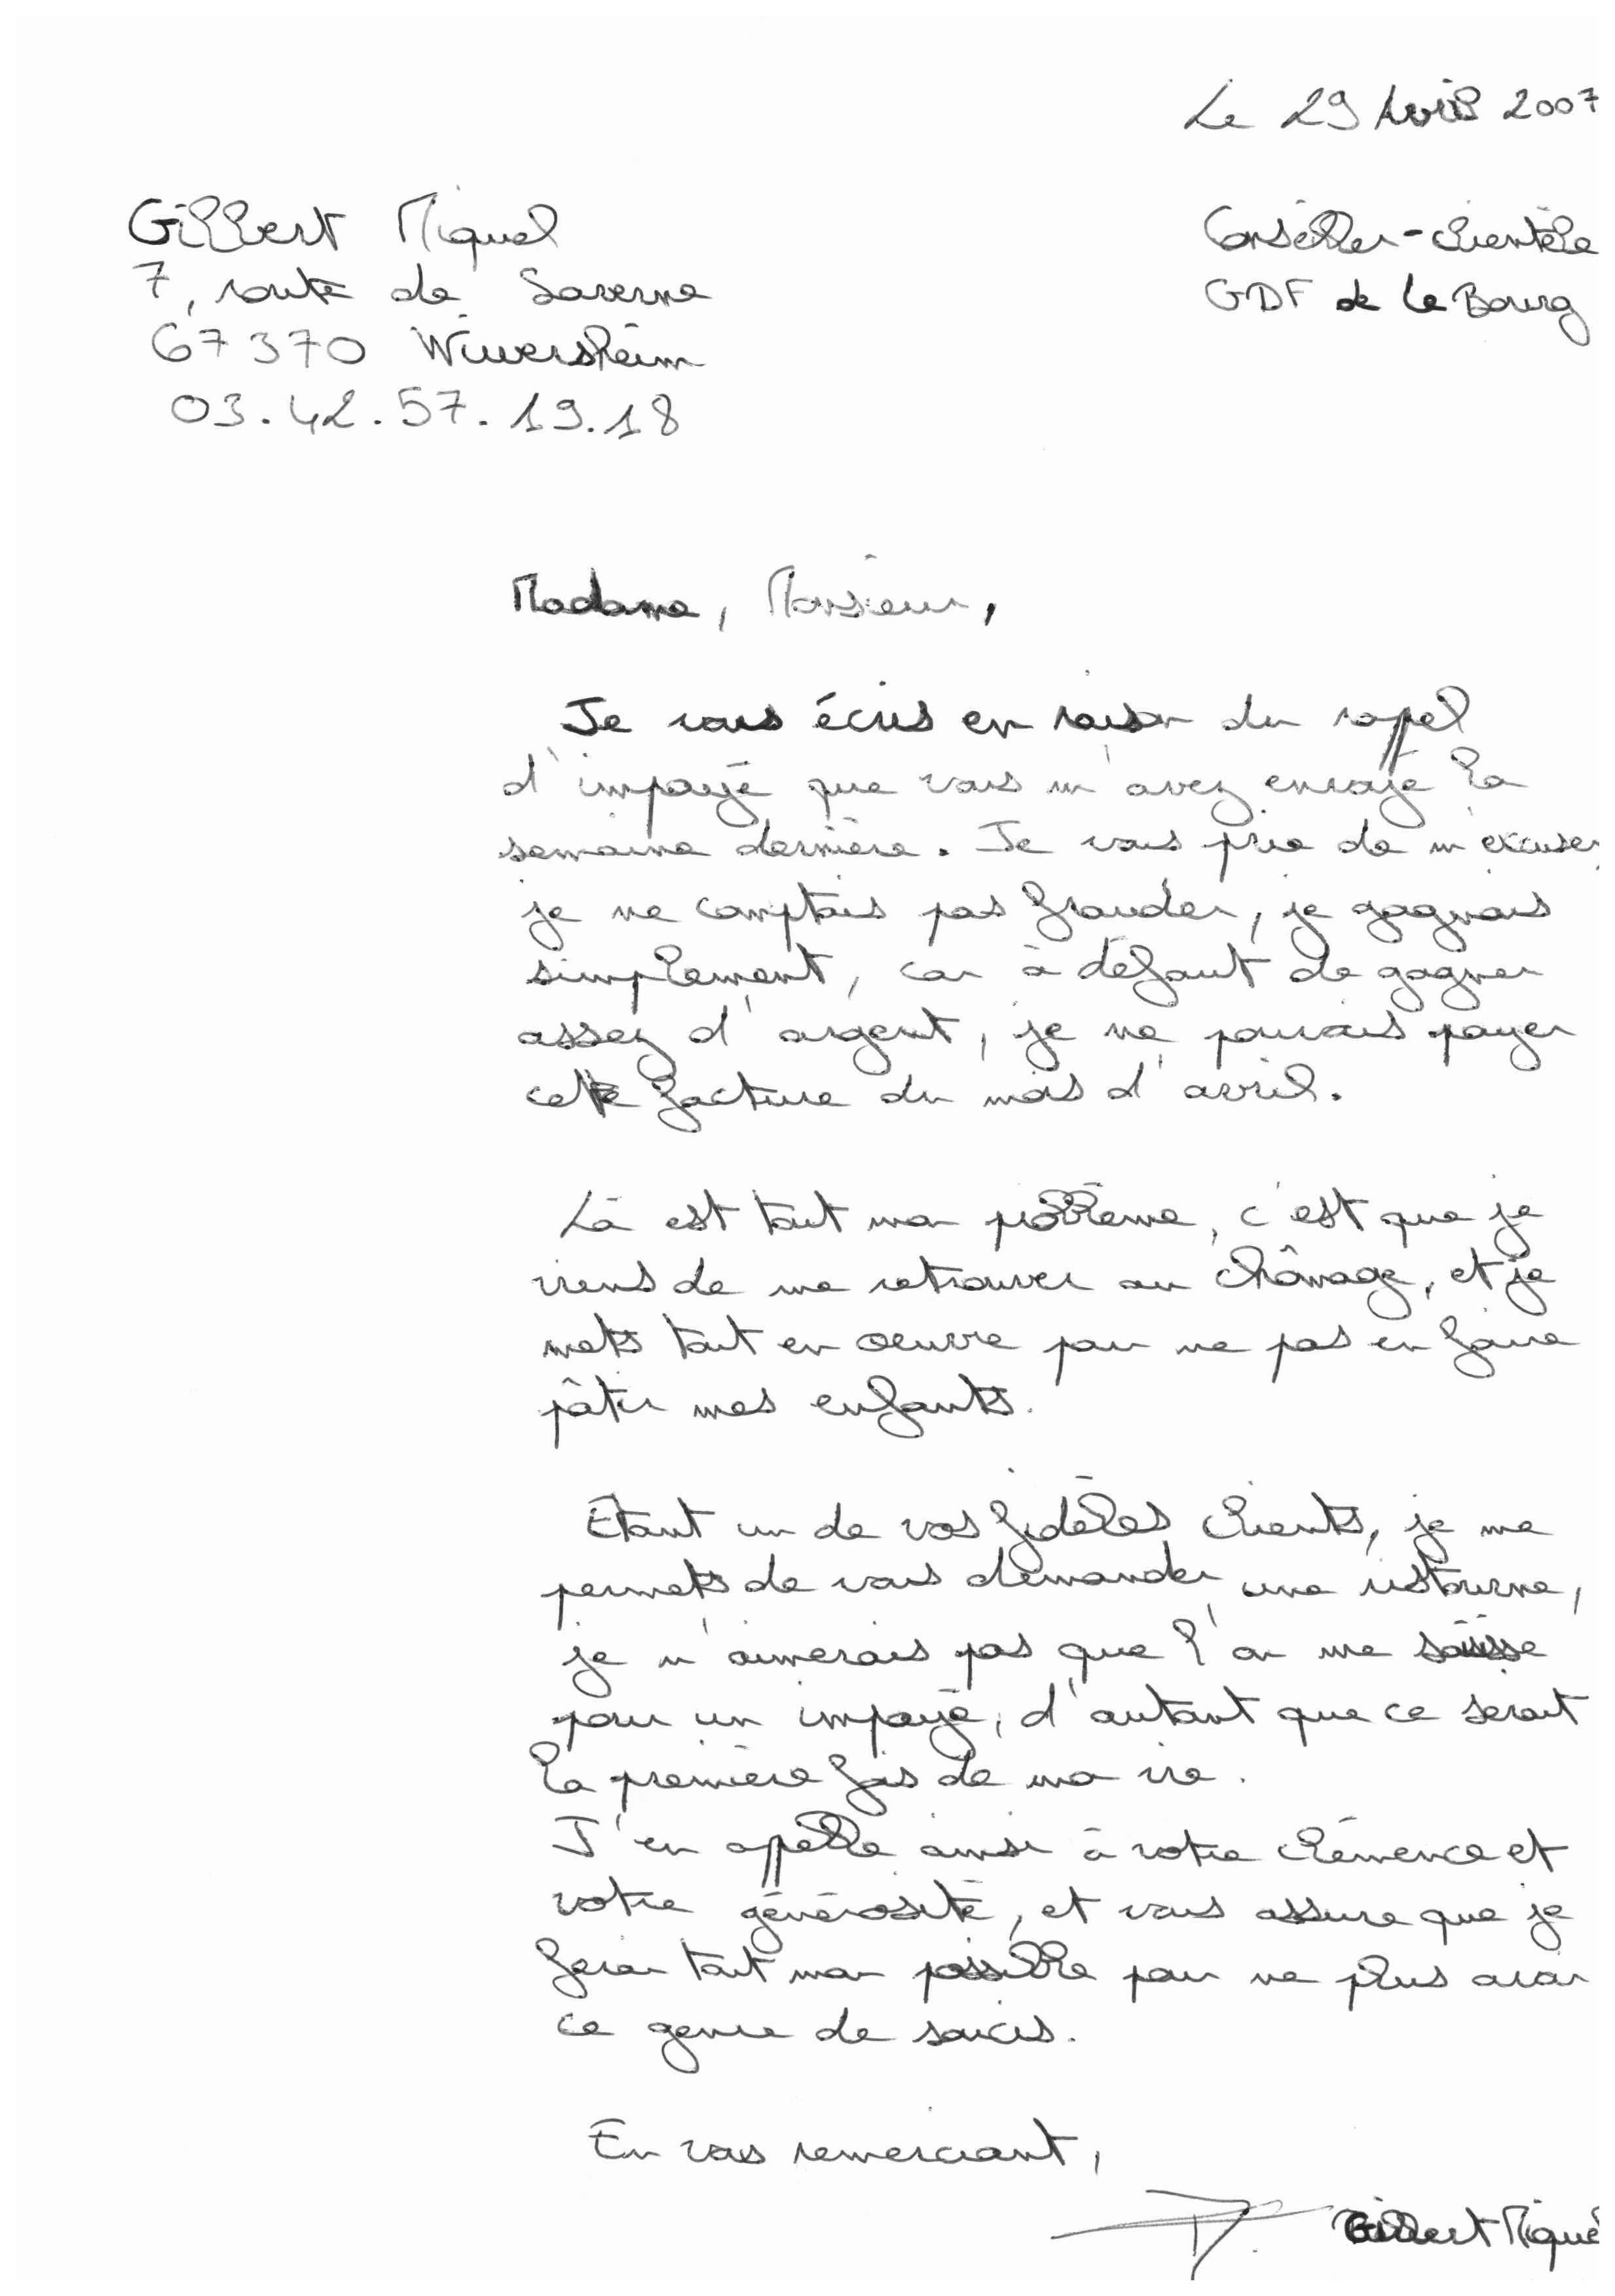 Le 29 Avril 2007
Gilbert Miquel
7, route de Saverne
67370 Wiwersheim
03.42.57.19.18
Conseiller-clientèle
GDF de Le Bourg
Madame, Monsieur,
Je vous écris en raison du rappel
d'impayé que vous m'avez envoyé la
semaine dernière. Je vous prie de m'excuser,
je ne comptais pas frauder, je gagnais
simplement, car à défaut de gagner
assez d'argent, je ne pouvais payer
cette facture du mois d'avril.
Là est tout mon problème, c'est que je
viens de me retrouver au chômage, et je
mets tout en oeuvre pour ne pas en faire
pâtir mes enfants.
Etant un de vos fidèles clients, je me
permets de vous demander une ristourne,
je n'aimerais pas que l'on me saisisse
pour un impayé, d'autant que ce serait
la première fois de ma vie.
J'en appelle ainsi à votre clémence et
votre générosité, et vous assure que je
ferai tout mon possible pour ne plus avoir
ce genre de soucis.
En vous remerciant,
Gilbert Miquel